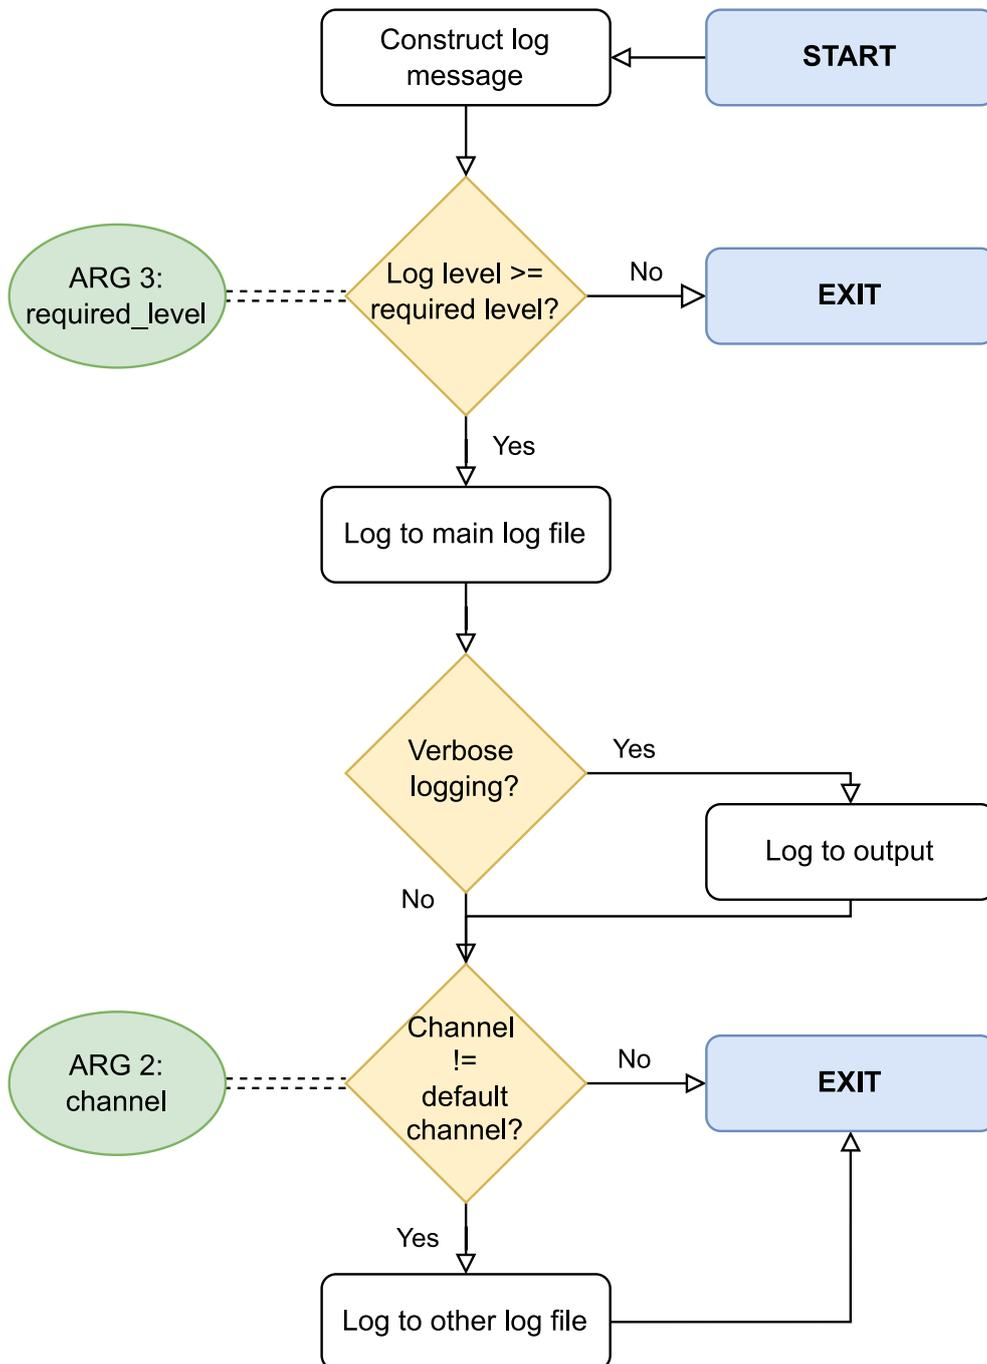 Construct log
message
START
ARG 3:
required_level
Log level >=
required level?
No
EXIT
Yes
Log to main log file
Verbose
logging?
Yes
Log to output
No
ARG 2:
channel
Channel
!=
default
channel?
No
EXIT
Yes
Log to other log file